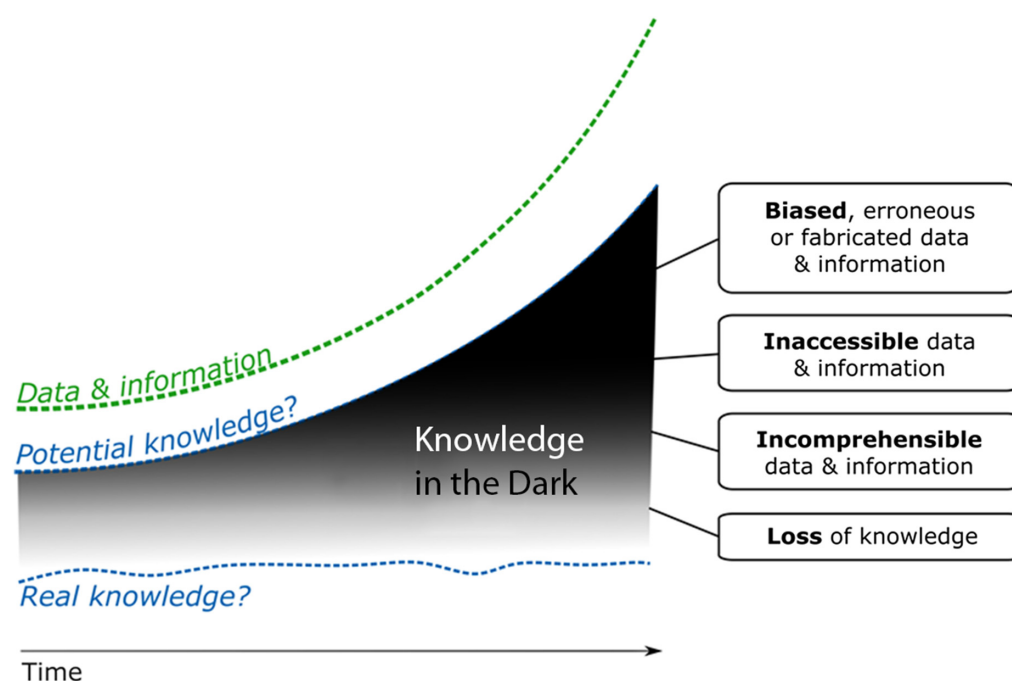 Data & information
Potential knowledge?
Knowledge
in the Dark
Real knowledge?
Time
Biased, erroneous
or fabricated data
& information
Inaccessible data
& information
Incomprehensible
data & information
Loss of knowledge